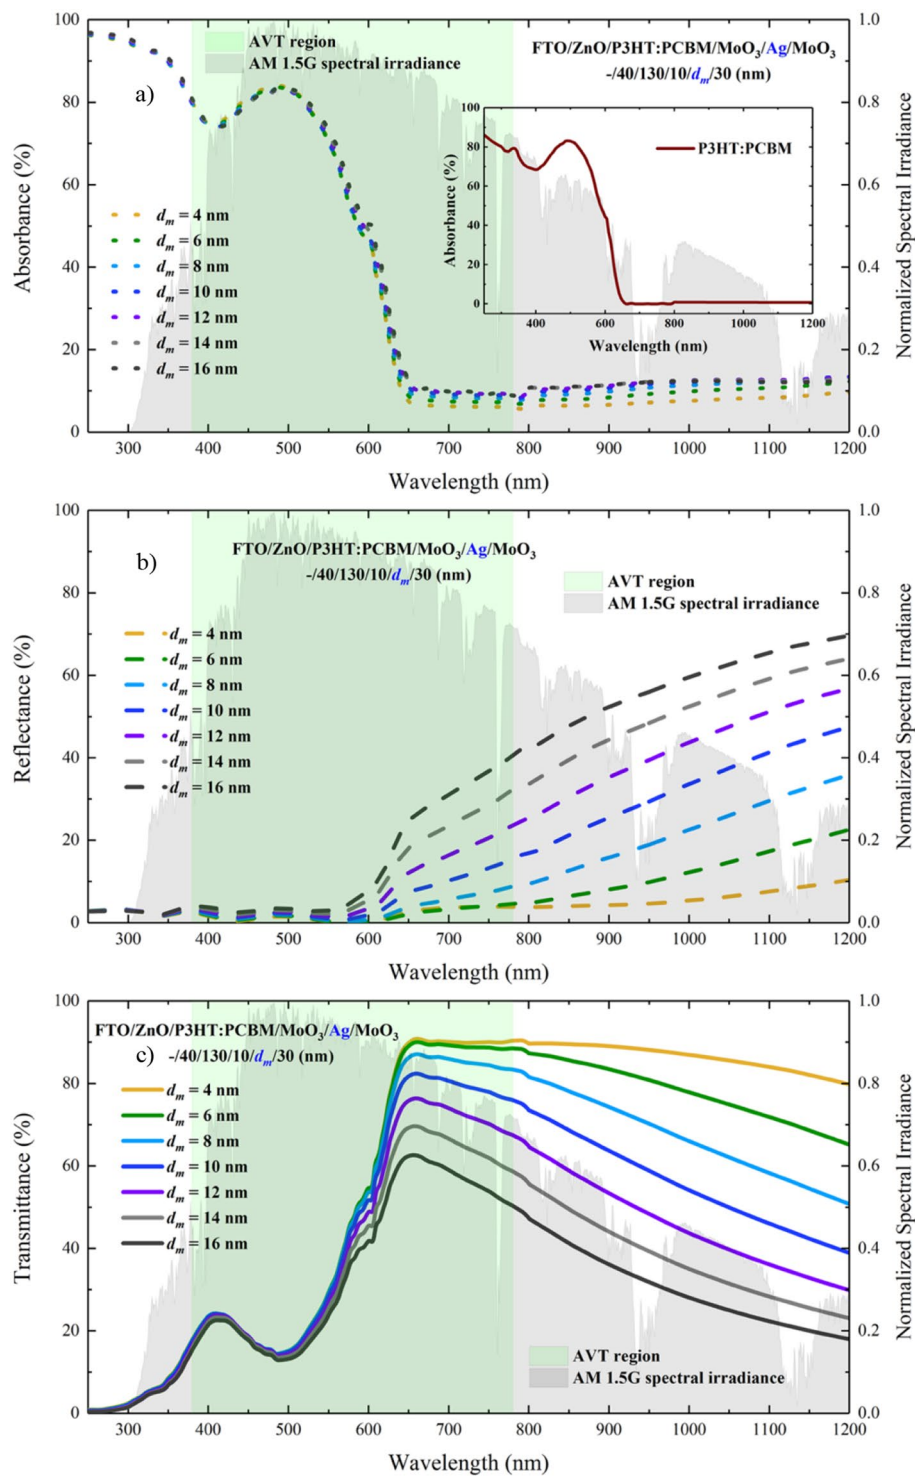 100
80
60
40
20
0
Absorbance (%)
a)
AVT region
AM 1.5G spectral irradiance
FTO/ZnO/P3HT:PCBM/MoO3/Ag/MoO3
-/40/130/10/dm/30 (nm)
dm = 4 nm
dm = 6 nm
dm = 8 nm
dm = 10 nm
dm = 12 nm
dm = 14 nm
dm = 16 nm
100
80
60
40
20
0
Absorbance (%)
P3HT:PCBM
400 600 800 1000 1200
Wavelength (nm)
1.0
0.8
0.6
0.4
0.2
0.0
Normalized Spectral Irradiance
300 400 500 600 700 800 900 1000 1100 1200
Wavelength (nm)
100
80
60
40
20
0
Reflectance (%)
b)
FTO/ZnO/P3HT:PCBM/MoO3/Ag/MoO3
-/40/130/10/dm/30 (nm)
AVT region
AM 1.5G spectral irradiance
dm = 4 nm
dm = 6 nm
dm = 8 nm
dm = 10 nm
dm = 12 nm
dm = 14 nm
dm = 16 nm
1.0
0.8
0.6
0.4
0.2
0.0
Normalized Spectral Irradiance
300 400 500 600 700 800 900 1000 1100 1200
Wavelength (nm)
100
80
60
40
20
0
Transmittance (%)
FTO/ZnO/P3HT:PCBM/MoO3/Ag/MoO3
c)
-/40/130/10/dm/30 (nm)
dm = 4 nm
dm = 6 nm
dm = 8 nm
dm = 10 nm
dm = 12 nm
dm = 14 nm
dm = 16 nm
AVT region
AM 1.5G spectral irradiance
1.0
0.8
0.6
0.4
0.2
0.0
Normalized Spectral Irradiance
300 400 500 600 700 800 900 1000 1100 1200
Wavelength (nm)